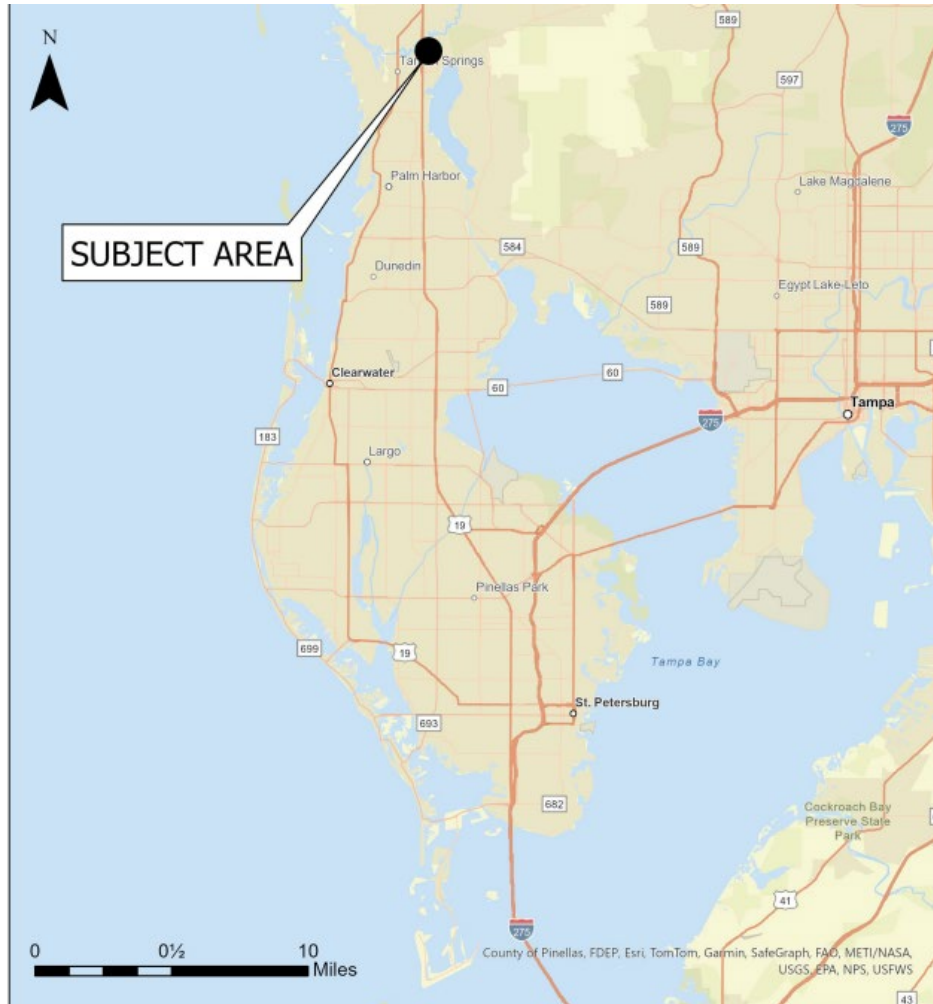 N
589
597
275
Tarpon Springs
Palm Harbor
Lake Magdalene
SUBJECT AREA
584
589
Dunedin
589
Egypt Lake-Leto
Clearwater
60
60
Tampa
275
183
Largo
19
Pinellas Park
699
19
Tampa Bay
St. Petersburg
693
682
Cockroach Bay
Preserve State
Park
41
275
0
0½
10
Miles
County of Pinellas, FDEP, Esri, TomTom, Garmin, SafeGraph, FAO, METI/NASA,
USGS, EPA, NPS, USFWS
43